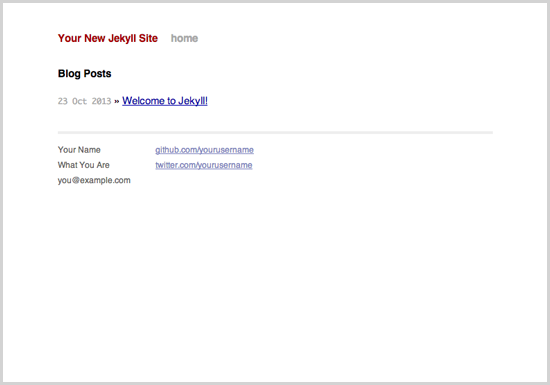 Your New Jekyll Site home
Blog Posts
23 Oct 2013 » Welcome to Jekyll!
Your Name github.com/yourusername
What You Are twitter.com/yourusername
you@example.com